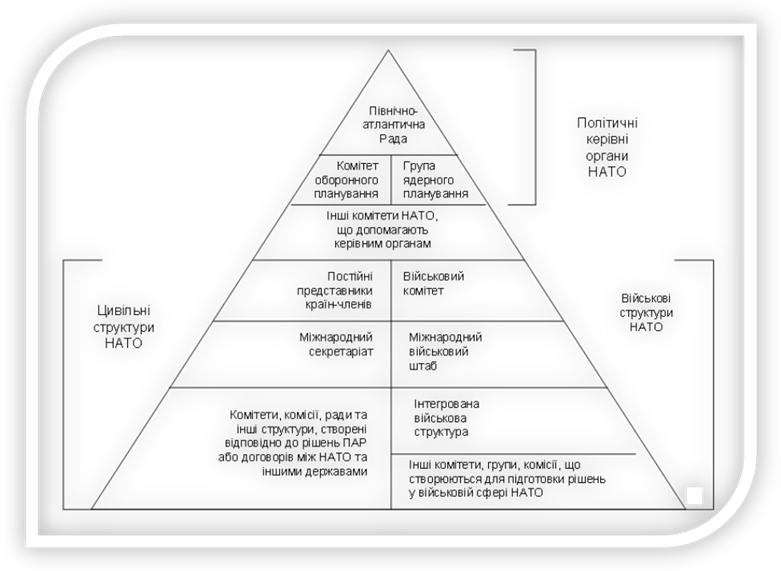 Північно-
атлантична
Рада
Політичні
керівні
органи
НАТО
Комітет
оборонного
планування
Група
ядерного
планування
Інші комітети НАТО,
що допомагають
керівним органам
Цивільні
структури
НАТО
Постійні
представники
країн-членів
Військовий
комітет
Військові
структури
НАТО
Міжнародний
секретаріат
Міжнародний
військовий
штаб
Комітети, комісії, ради та
інші структури, створені
відповідно до рішень ПАР
або договорів між НАТО та
іншими державами
Інтегрована
військова
структура
Інші комітети, групи, комісії, що
створюються для підготовки рішень
у військовій сфері НАТО